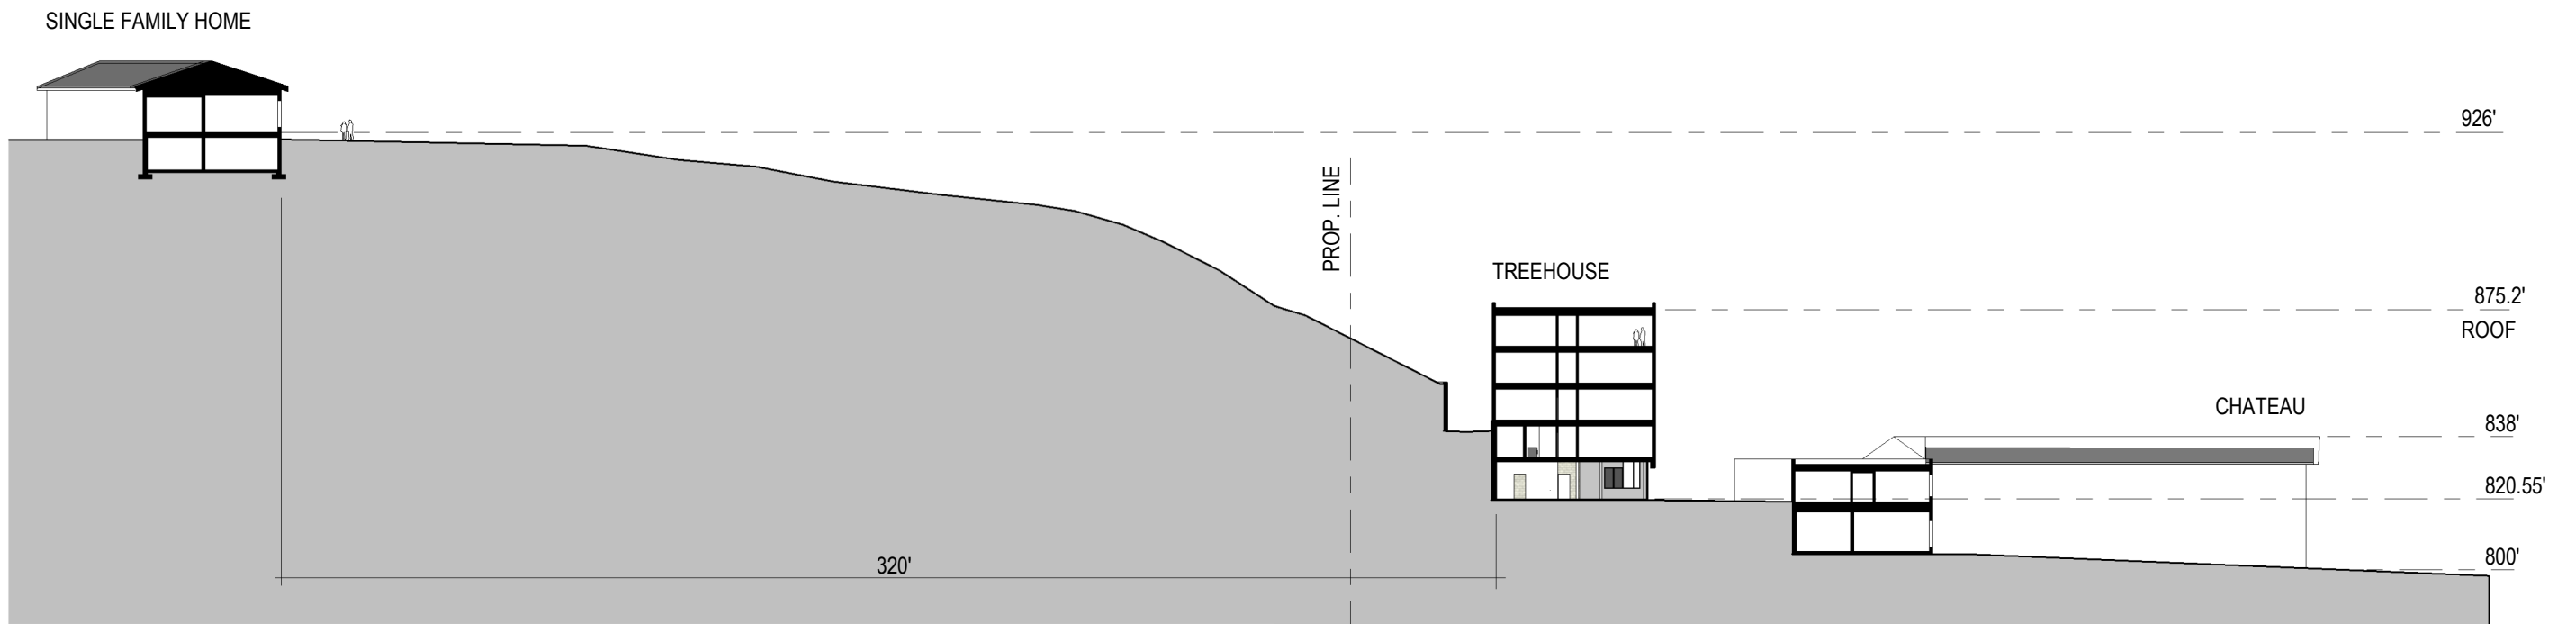 SINGLE FAMILY HOME
926'
PROP. LINE
TREEHOUSE
875.2'
ROOF
CHATEAU
838'
820.55'
800'
320'